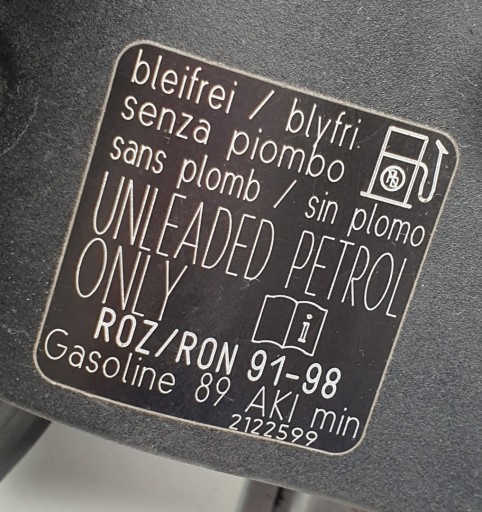 bleifrei / blyfri
senza piombo
sans plomb / sin plomo
UNLEADED PETROL
ONLY
ROZ/RON 91-98
Gasoline 89 AKI min
2122599